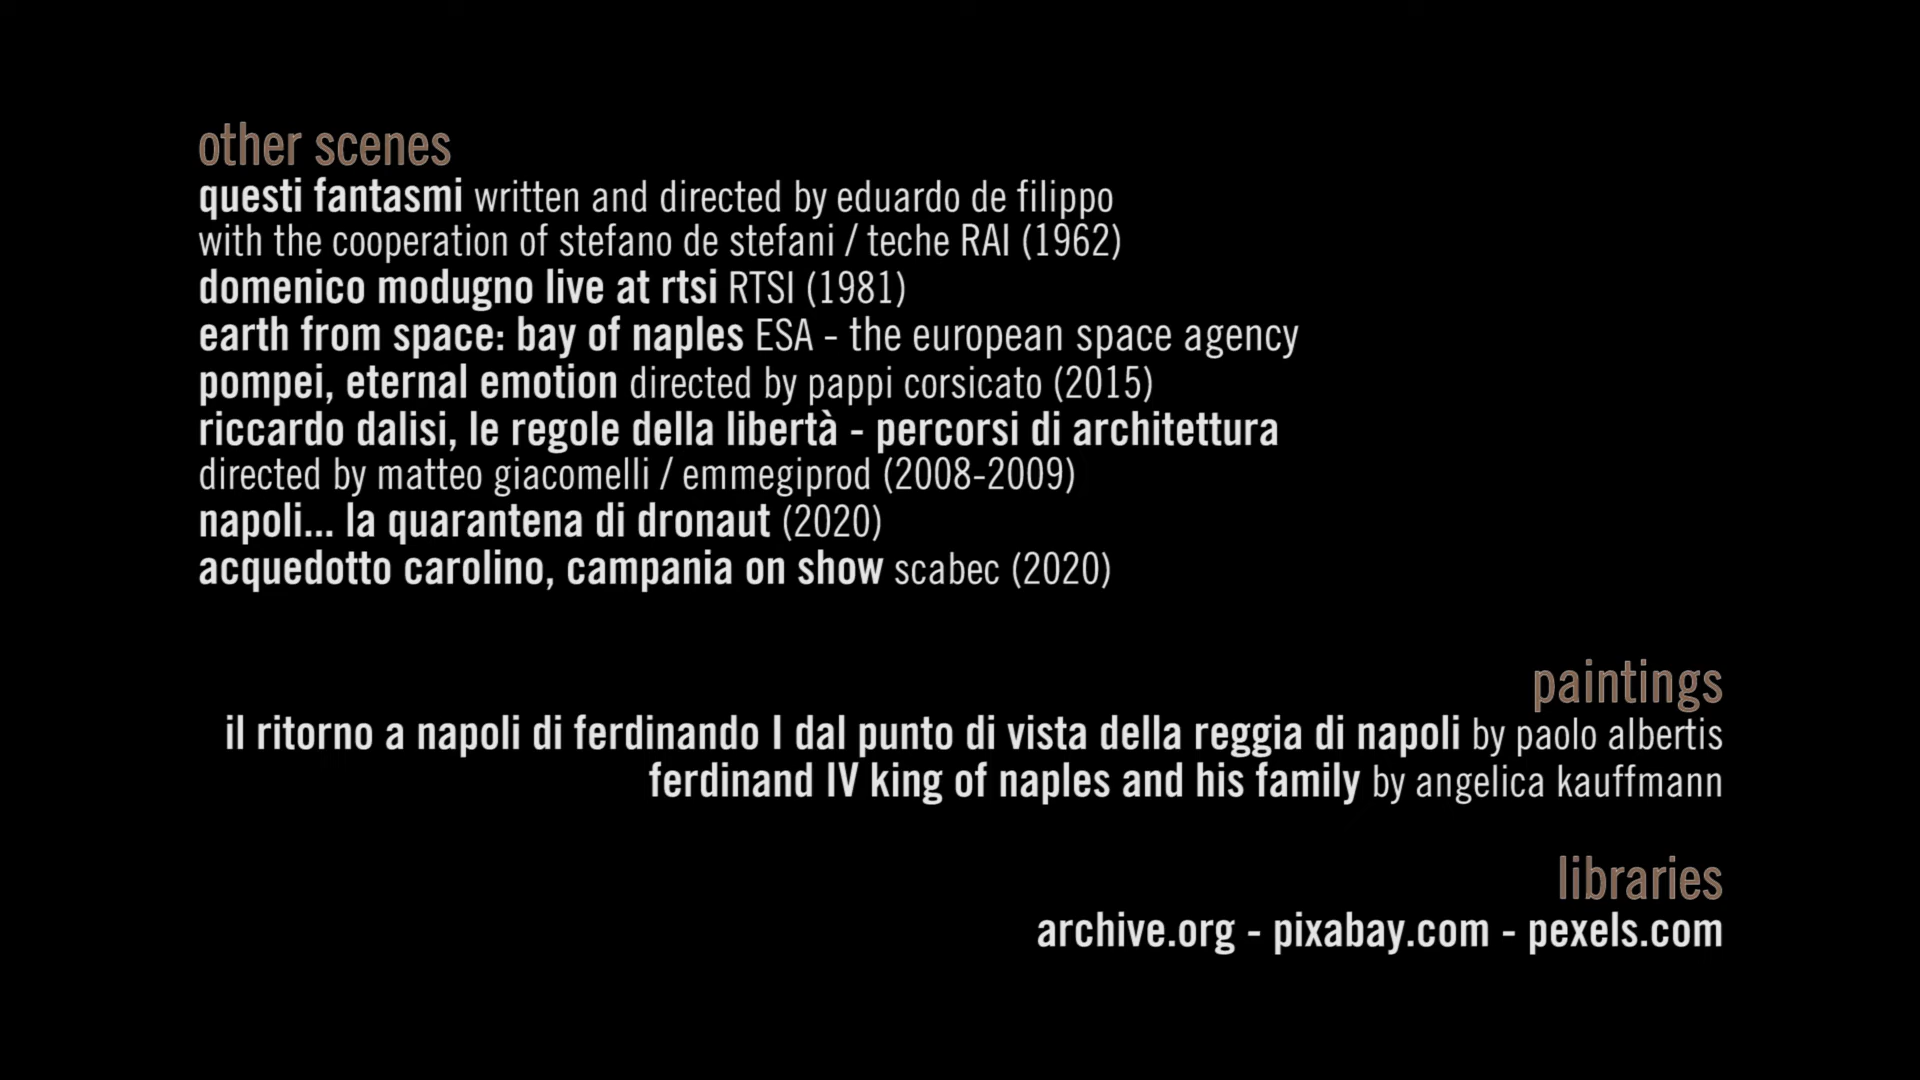 other scenes
questi fantasmi written and directed by eduardo de filippo
with the cooperation of stefano de stefani / teche RAI (1962)
domenico modugno live at rtsi RTSI (1981)
earth from space: bay of naples ESA - the european space agency
pompei, eternal emotion directed by pappi corsicato (2015)
riccardo dalisi, le regole della libertà - percorsi di architettura
directed by matteo giacomelli / emmegiprod (2008-2009)
napoli... la quarantena di dronaut (2020)
acquedotto carolino, campania on show scabec (2020)
paintings
il ritorno a napoli di ferdinando I dal punto di vista della reggia di napoli by paolo albertis
ferdinand IV king of naples and his family by angelica kauffmann
libraries
archive.org - pixabay.com - pexels.com